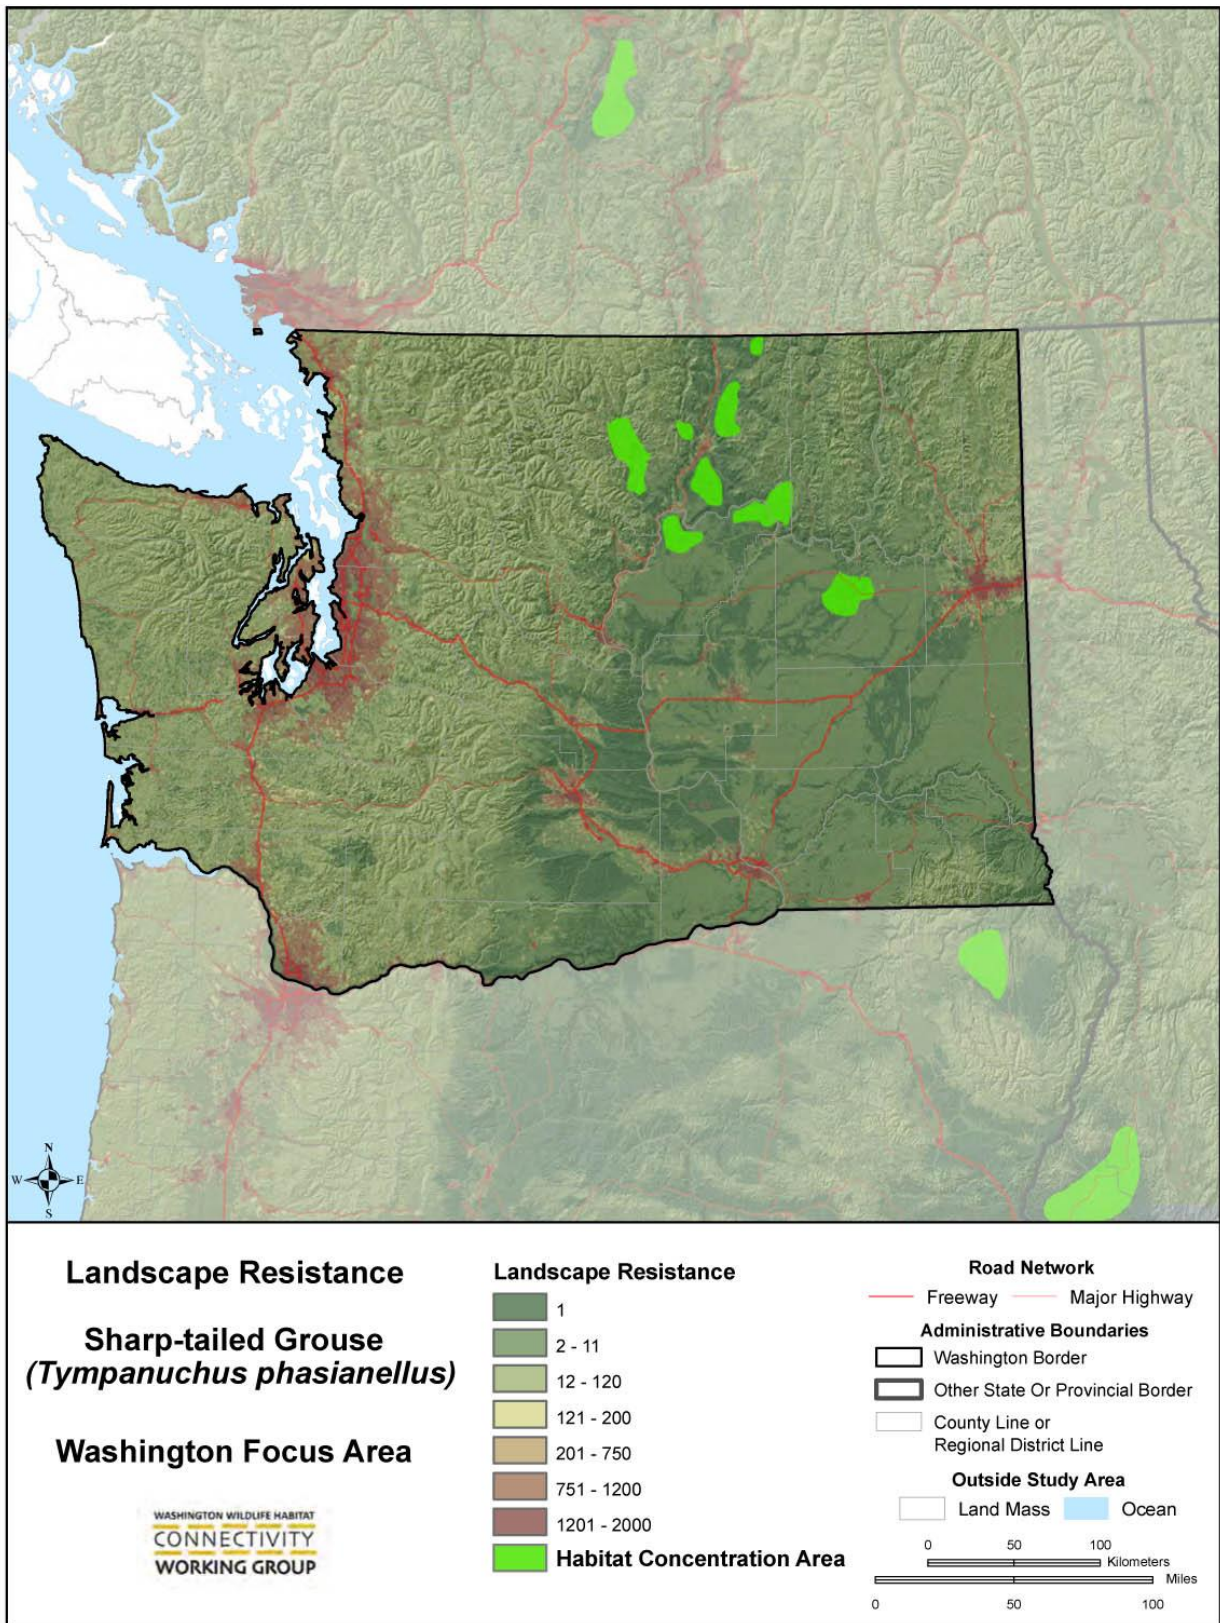 N
W E
S
Landscape Resistance
Sharp-tailed Grouse
(Tympanuchus phasianellus)
Washington Focus Area
WASHINGTON WILDLIFE HABITAT
CONNECTIVITY
WORKING GROUP
Landscape Resistance
1
2 - 11
12 - 120
121 - 200
201 - 750
751 - 1200
1201 - 2000
Habitat Concentration Area
Road Network
Freeway Major Highway
Administrative Boundaries
Washington Border
Other State Or Provincial Border
County Line or
Regional District Line
Outside Study Area
Land Mass Ocean
0 50 100
Kilometers
Miles
0 50 100